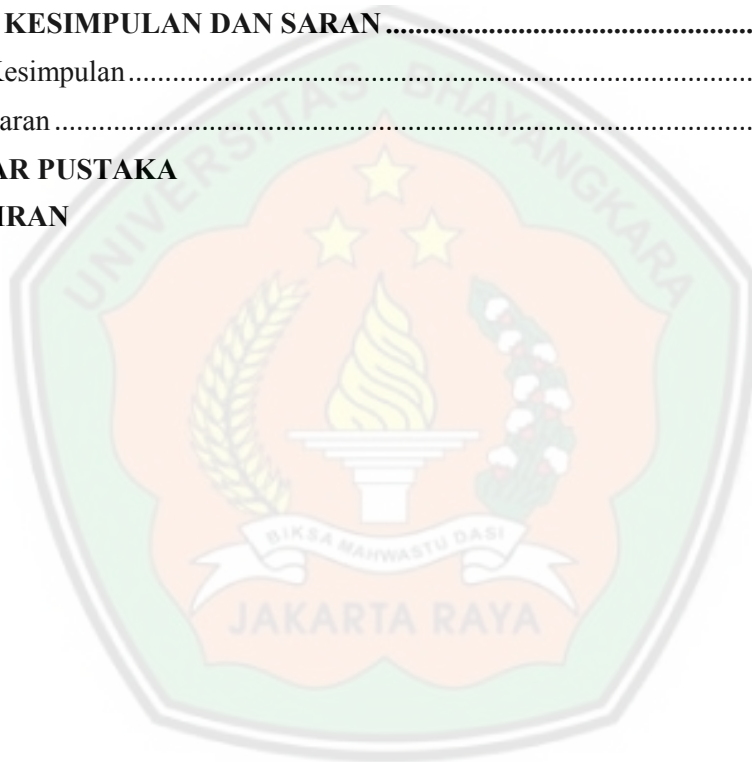 KESIMPULAN DAN SARAN ................................................
Kesimpulan ................................................................................
aran ................................................................................
AR PUSTAKA
IRAN
UNIVERSITAS BHAYANGKARA
BIKSA MAHWASTU DASI
JAKARTA RAYA